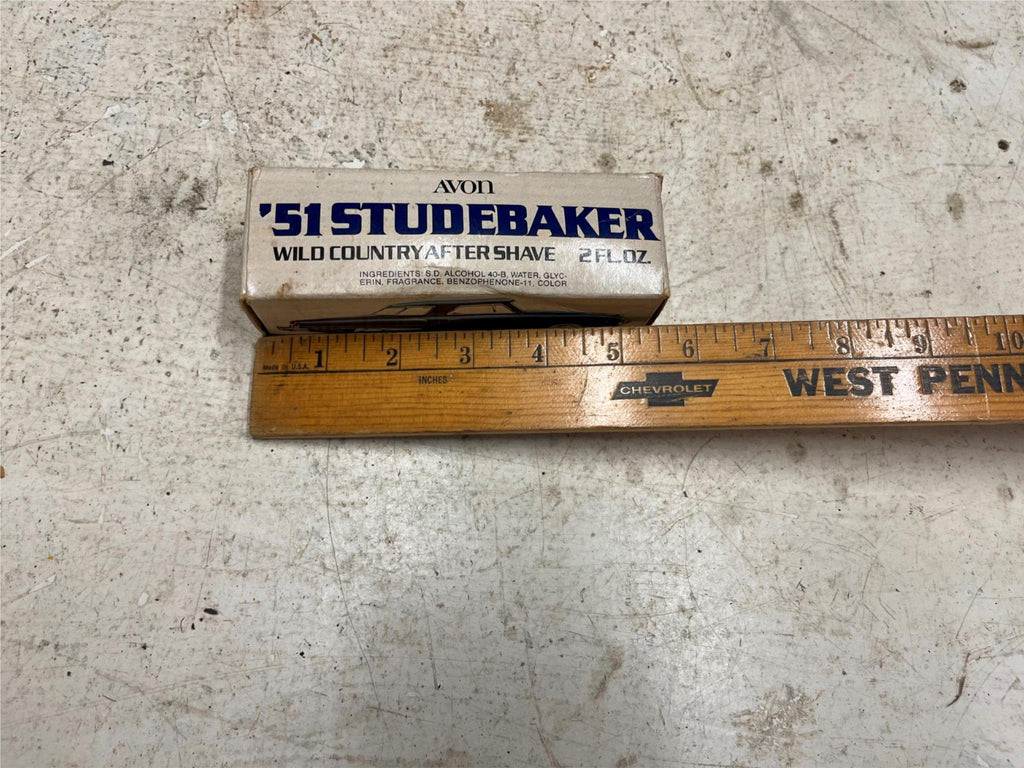 AVON
'51 STUDEBAKER
WILD COUNTRY AFTER SHAVE 2 FL. OZ.
INGREDIENTS: S.D. ALCOHOL 40-B, WATER, GLYC-
ERIN, FRAGRANCE, BENZOPHENONE-11, COLOR
1 2 3 4 5 6 7 8 9 10
Made in U.S.A.
INCHES
CHEVROLET
WEST PENN